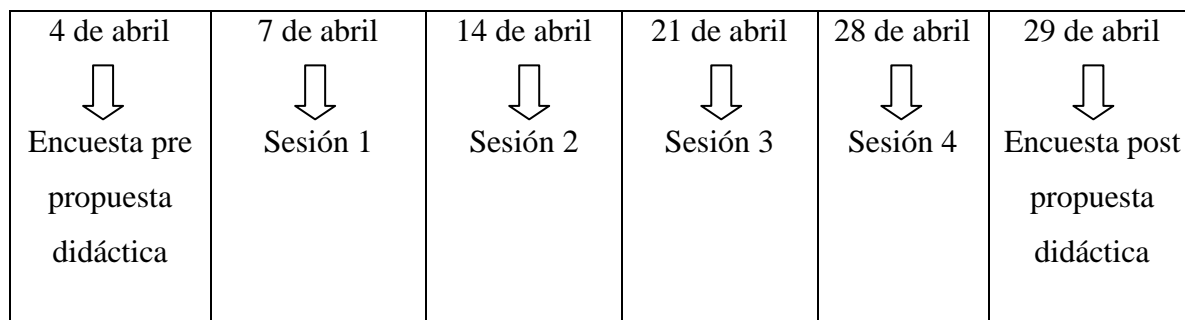 4 de abril
Encuesta pre
propuesta
didáctica
7 de abril
Sesión 1
14 de abril
Sesión 2
21 de abril
Sesión 3
28 de abril
Sesión 4
29 de abril
Encuesta post
propuesta
didáctica